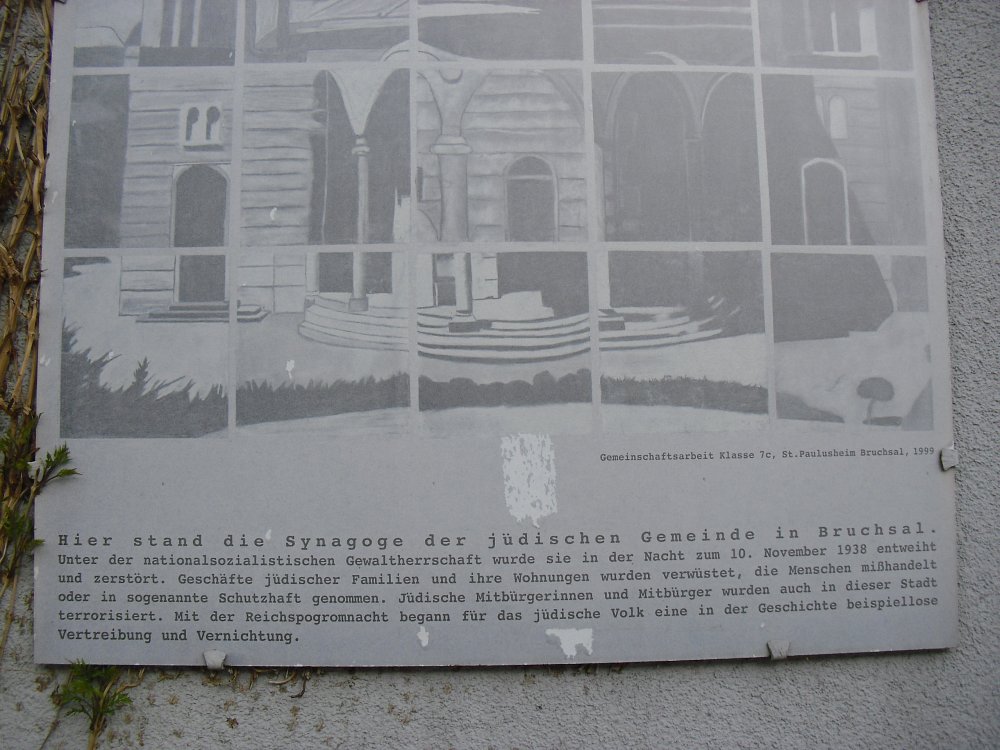 Gemeinschaftsarbeit Klasse 7c, St.Paulusheim Bruchsal, 1999
Hier stand die Synagoge der jüdischen Gemeinde in Bruchsal.
Unter der nationalsozialistischen Gewaltherrschaft wurde sie in der Nacht zum 10. November 1938 entweiht
und zerstört. Geschäfte jüdischer Familien und ihre Wohnungen wurden verwüstet, die Menschen mißhandelt
oder in sogenannte Schutzhaft genommen. Jüdische Mitbürgerinnen und Mitbürger wurden auch in dieser Stadt
terrorisiert. Mit der Reichspogromnacht begann für das jüdische Volk eine in der Geschichte beispiellose
Vertreibung und Vernichtung.